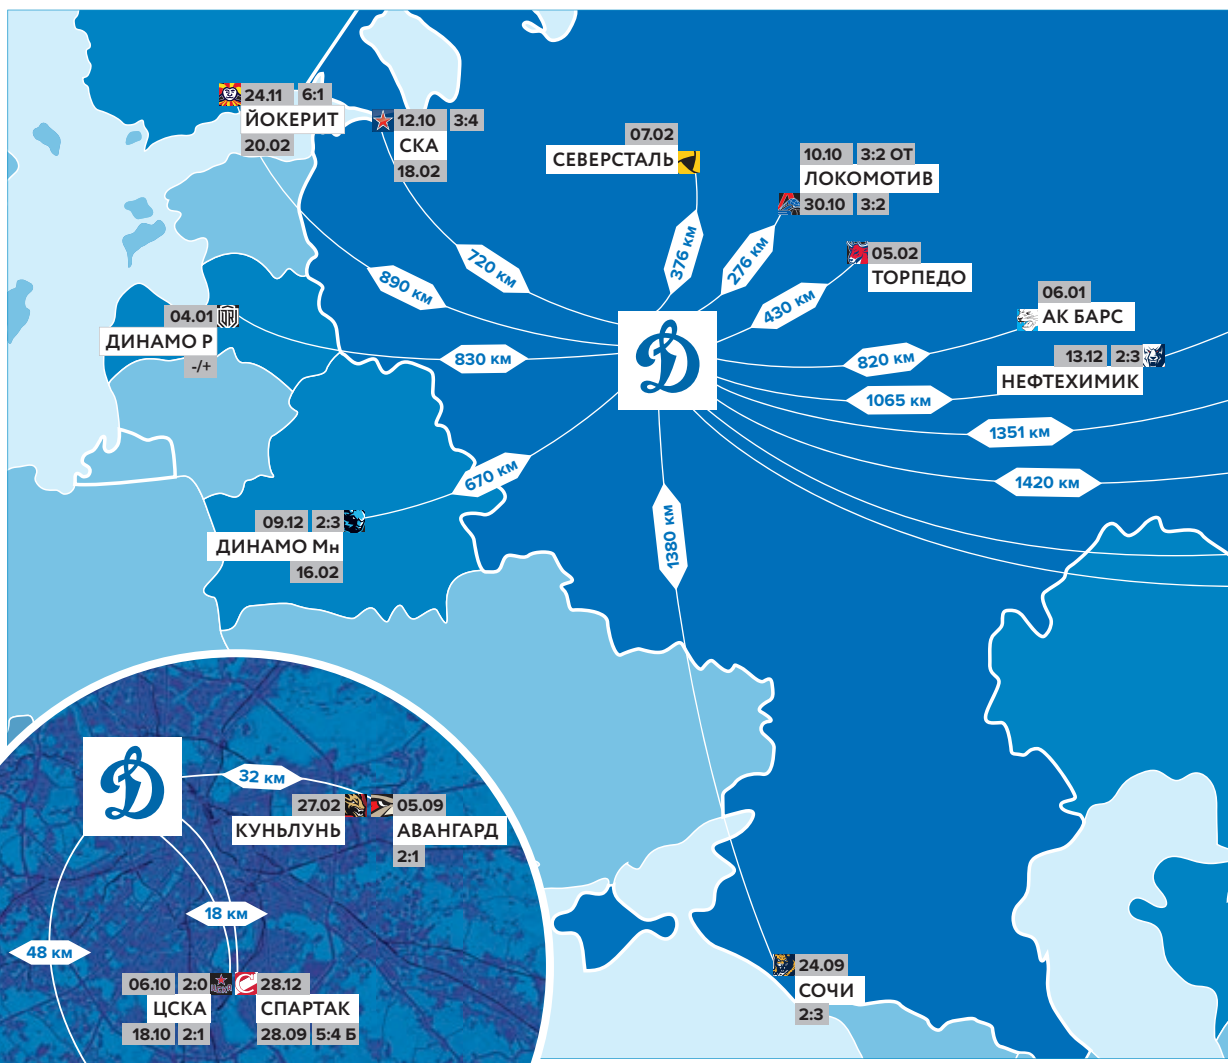 24.11 6:1
ЙОКЕРИТ
20.02
12.10 3:4
СКА
18.02
07.02
СЕВЕРСТАЛЬ
10.10 3:2 ОТ
ЛОКОМОТИВ
30.10 3:2
05.02
ТОРПЕДО
06.01
АК БАРС
13.12 2:3
НЕФТЕХИМИК
04.01
ДИНАМО Р
-/+
890 км
720 км
376 км
276 км
430 км
830 км
820 км
1065 км
1351 км
1420 км
670 км
1380 км
Д
09.12 2:3
ДИНАМО Мн
16.02
Д
32 км
27.02
КУНЬЛУНЬ
05.09
АВАНГАРД
2:1
18 км
48 км
06.10 2:0
ЦСКА
18.10 2:1
28.12
СПАРТАК
28.09 5:4 Б
24.09
СОЧИ
2:3